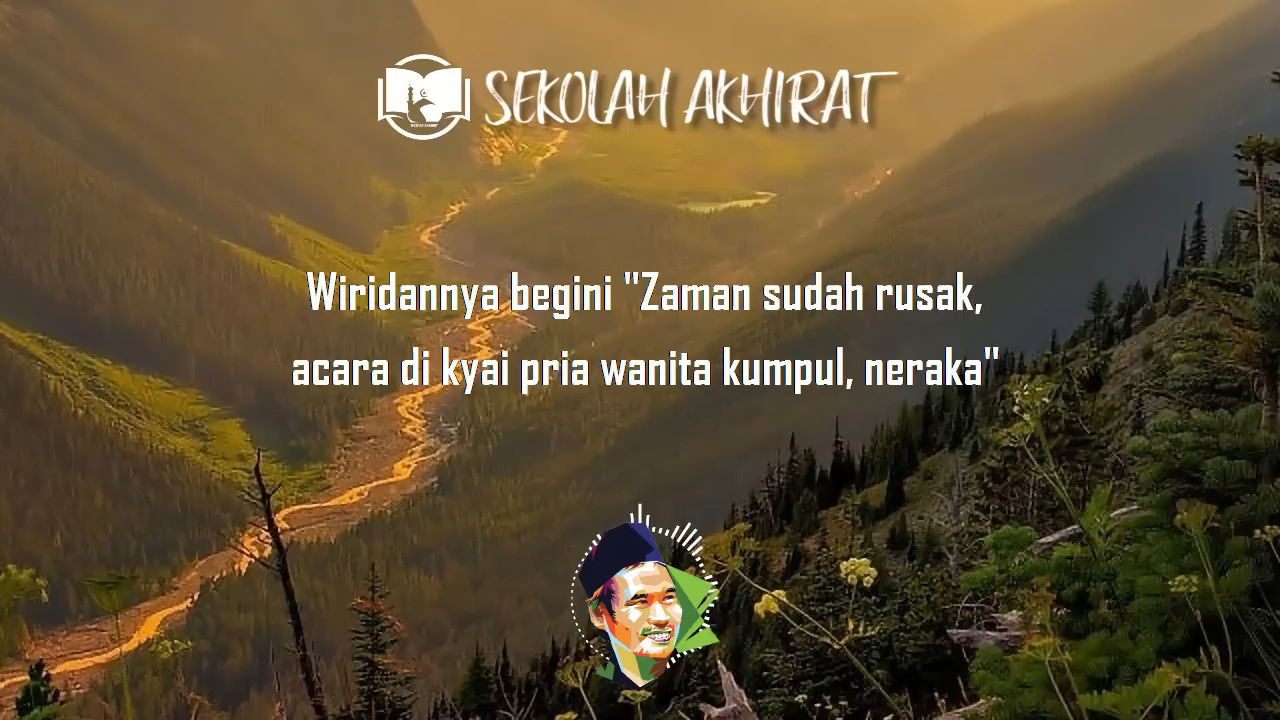 SEKOLAH AKHIRAT
Wiridannya begini "Zaman sudah rusak,
acara di kyai pria wanita kumpul, neraka"